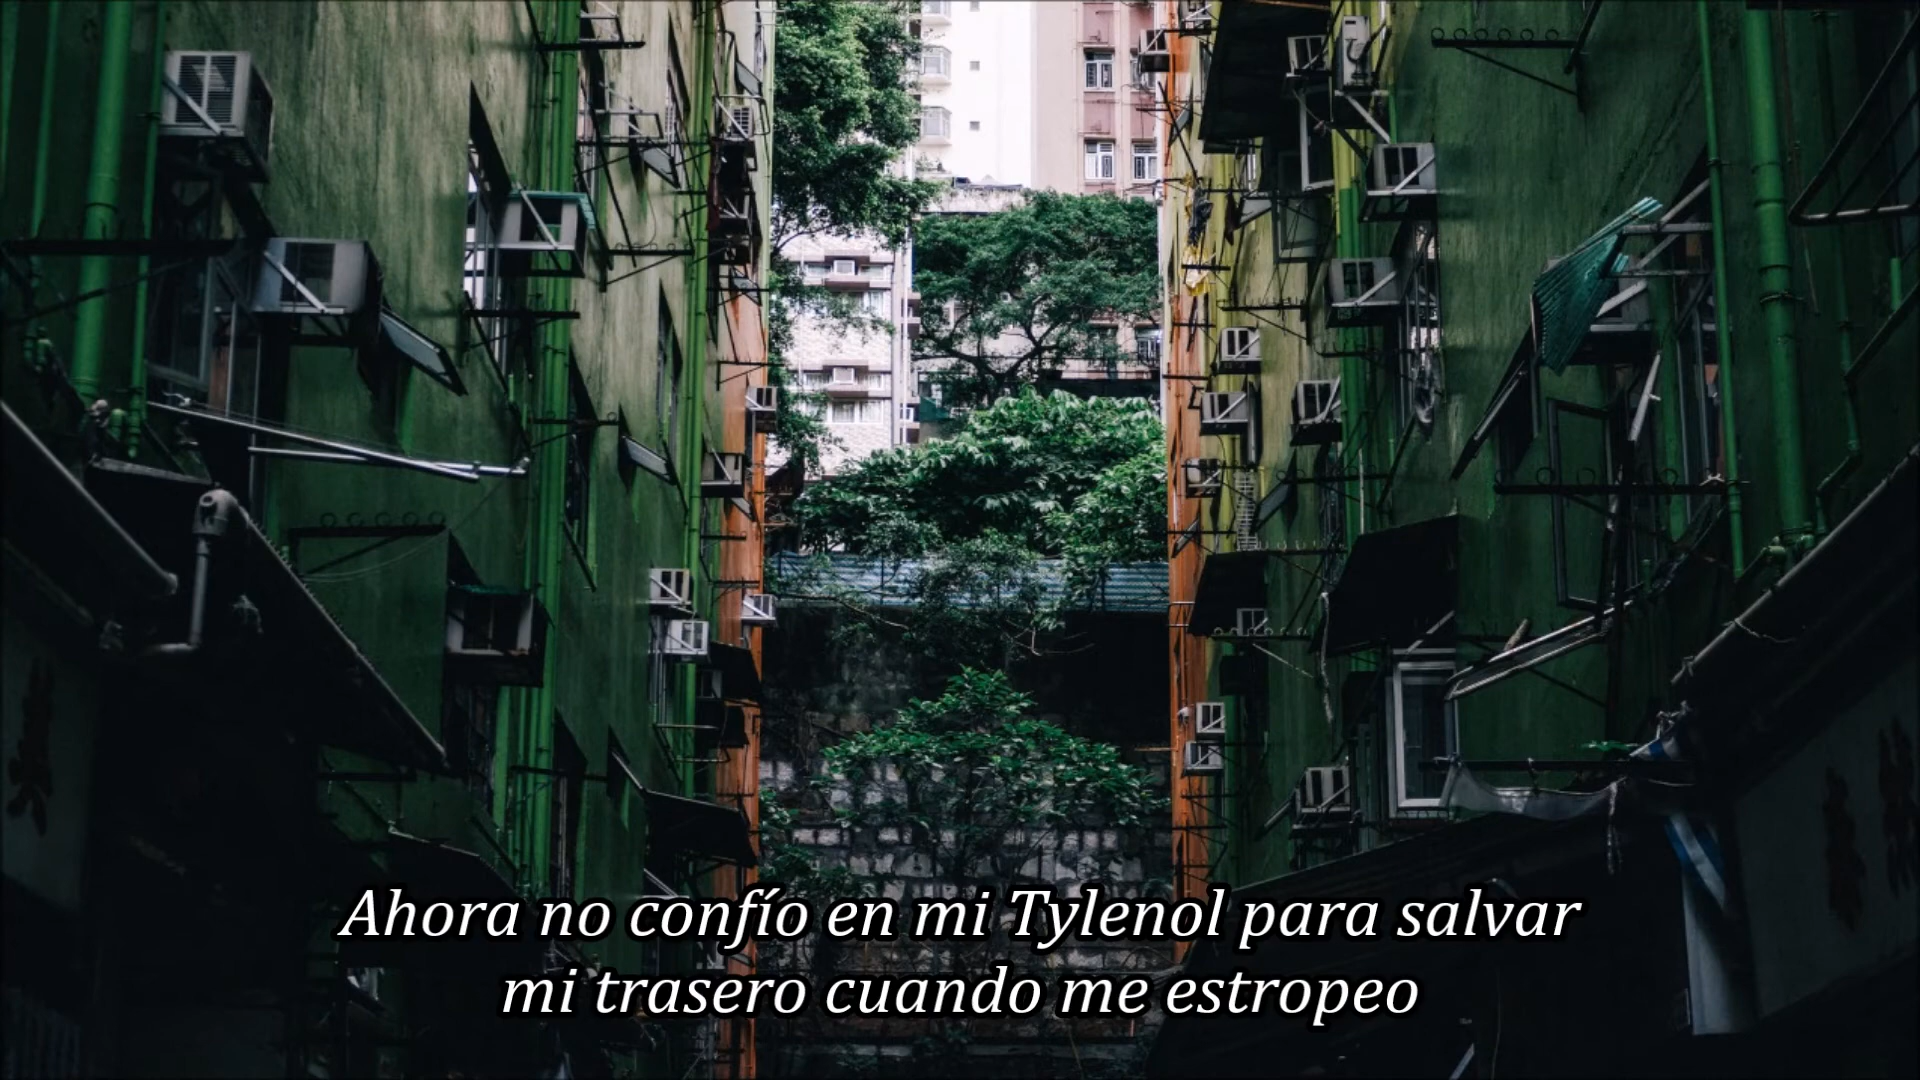 Ahora no confío en mi Tylenol para salvar
mi trasero cuando me estropeo